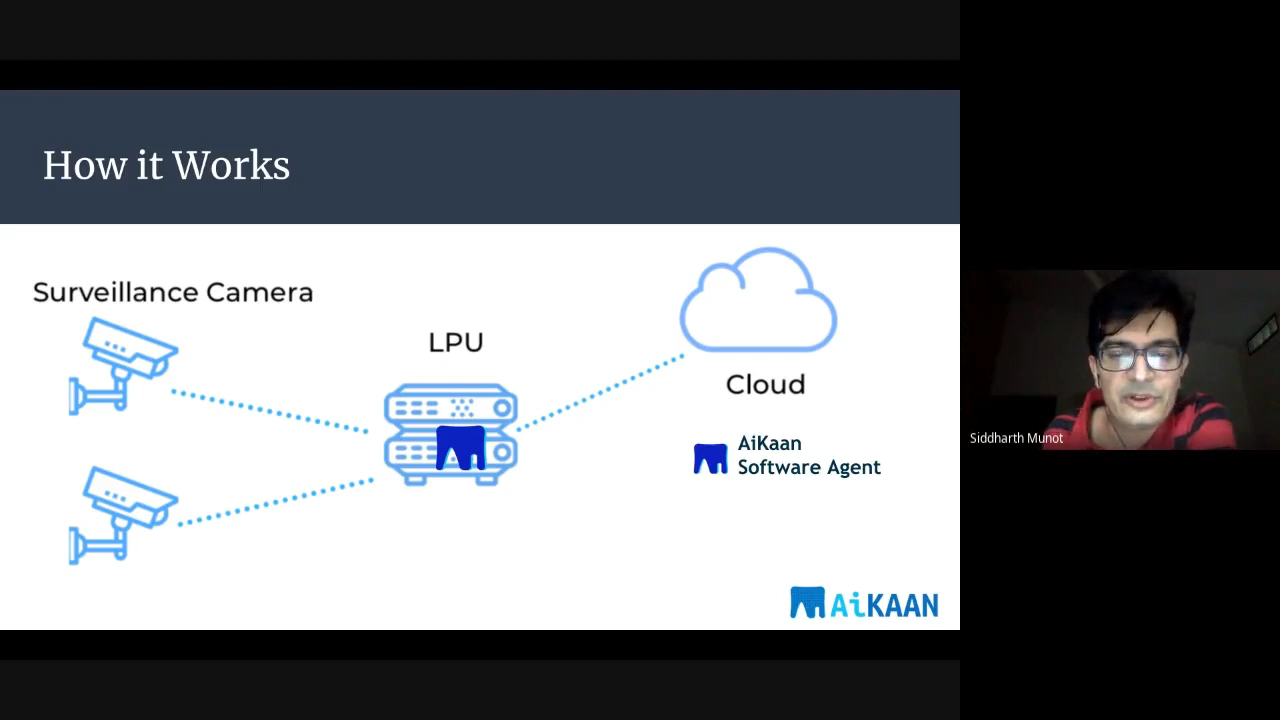 How it Works
Surveillance Camera
LPU
Cloud
AiKaan
Software Agent
AiKAAN
Siddharth Munot